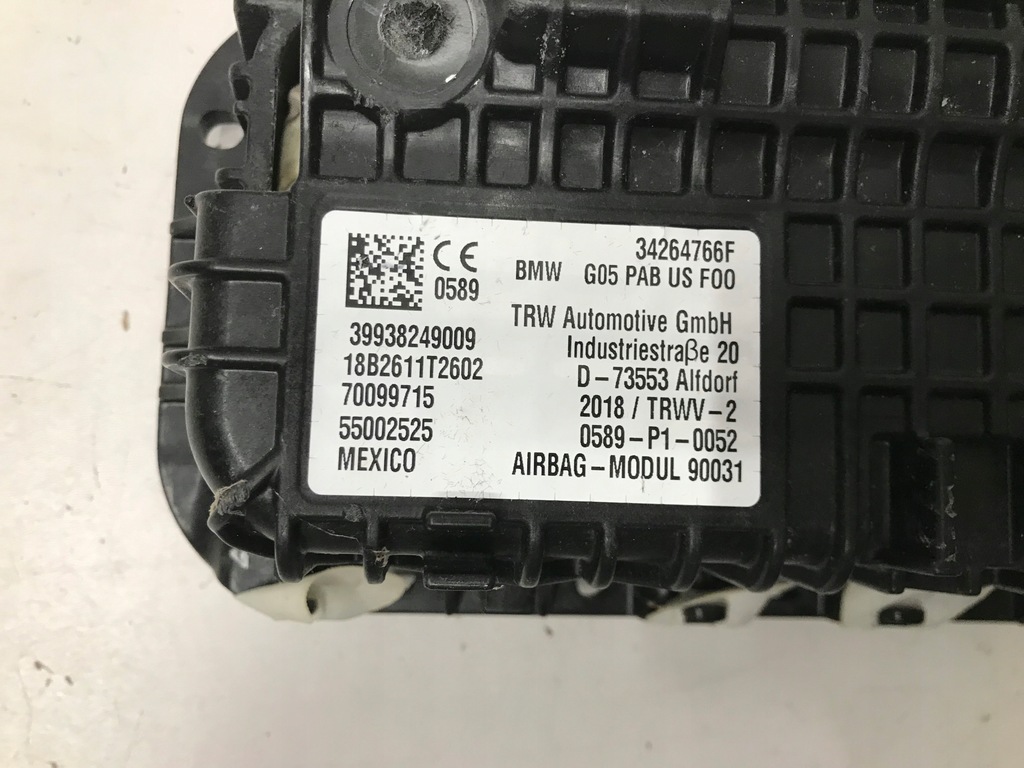 CE
0589
34264766F
BMW G05 PAB US F00
TRW Automotive GmbH
Industriestraße 20
D-73553 Alfdorf
2018 / TRWV-2
0589-P1-0052
AIRBAG-MODUL 90031
39938249009
18B2611T2602
70099715
55002525
MEXICO